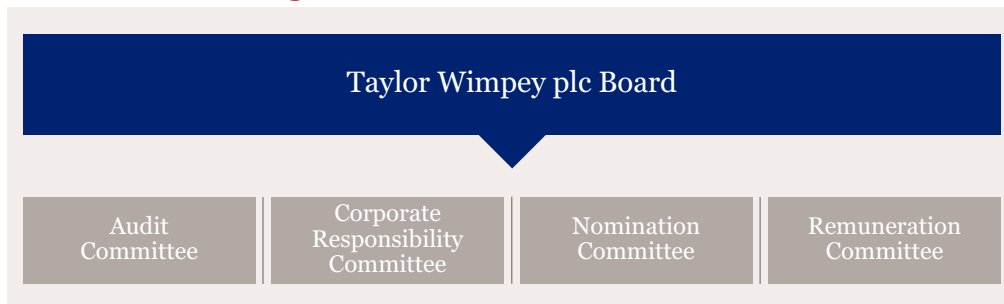 Taylor Wimpey plc Board
Audit
Committee
Corporate
Responsibility
Committee
Nomination
Committee
Remuneration
Committee